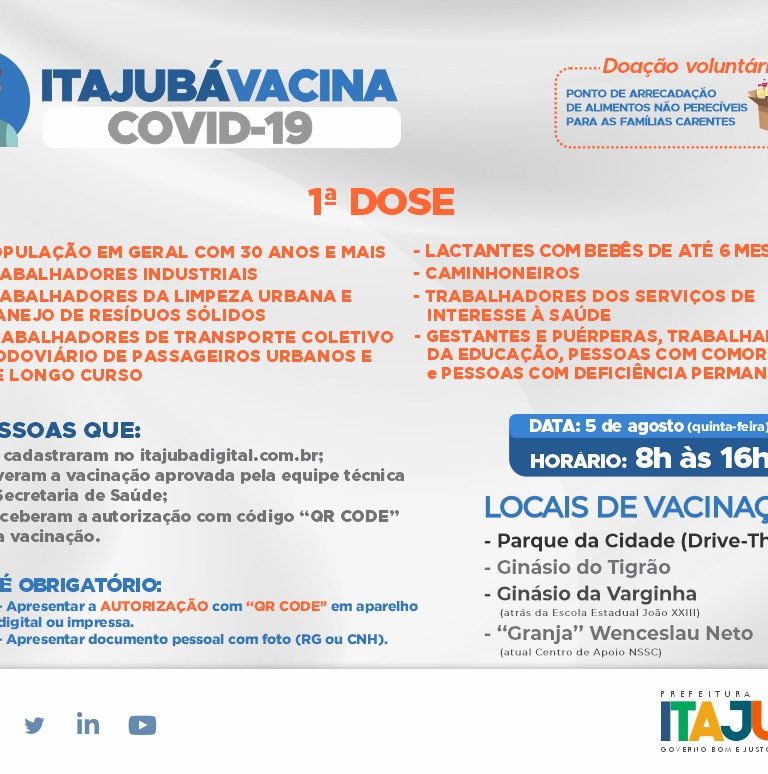 ITAJUBÁVACINA
COVID-19
Doação voluntári
PONTO DE ARRECADAÇÃO
DE ALIMENTOS NÃO PERECÍVEIS
PARA AS FAMÍLIAS CARENTES
1ª DOSE
OPULAÇÃO EM GERAL COM 30 ANOS E MAIS
RABALHADORES INDUSTRIAIS
RABALHADORES DA LIMPEZA URBANA E
ANEJO DE RESÍDUOS SÓLIDOS
RABALHADORES DE TRANSPORTE COLETIVO
ODOVIÁRIO DE PASSAGEIROS URBANOS E
E LONGO CURSO
- LACTANTES COM BEBÊS DE ATÉ 6 MES
- CAMINHONEIROS
- TRABALHADORES DOS SERVIÇOS DE
INTERESSE À SAÚDE
- GESTANTES E PUÉRPERAS, TRABALHA
DA EDUCAÇÃO, PESSOAS COM COMOR
e PESSOAS COM DEFICIÊNCIA PERMAN
SSOAS QUE:
cadastraram no itajubadigital.com.br;
veram a vacinação aprovada pela equipe técnica
Secretaria de Saúde;
ceberam a autorização com código “QR CODE”
a vacinação.
É OBRIGATÓRIO:
- Apresentar a AUTORIZAÇÃO com “QR CODE” em aparelho
digital ou impressa.
- Apresentar documento pessoal com foto (RG ou CNH).
DATA: 5 de agosto (quinta-feira)
HORÁRIO: 8h às 16h
LOCAIS DE VACINAÇ
- Parque da Cidade (Drive-Th
- Ginásio do Tigrão
- Ginásio da Varginha
(atrás da Escola Estadual João XXIII)
- “Granja” Wenceslau Neto
(atual Centro de Apoio NSSC)
PREFEITURA
ITAJU
GOVERNO BOM E JUSTO